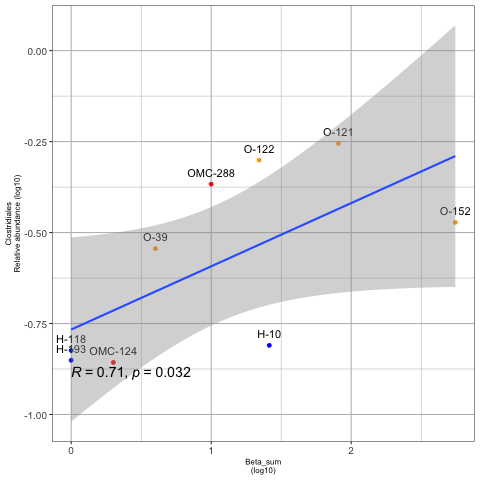 0.00
O-121
O-122
-0.25
OMC-288
O-152
Clostridiales
Relative abundance (log10)
O-39
-0.50
H-118
H-10
-0.75
H-193
OMC-124
R = 0.71, p = 0.032
-1.00
0
1
2
Beta_sum
(log10)